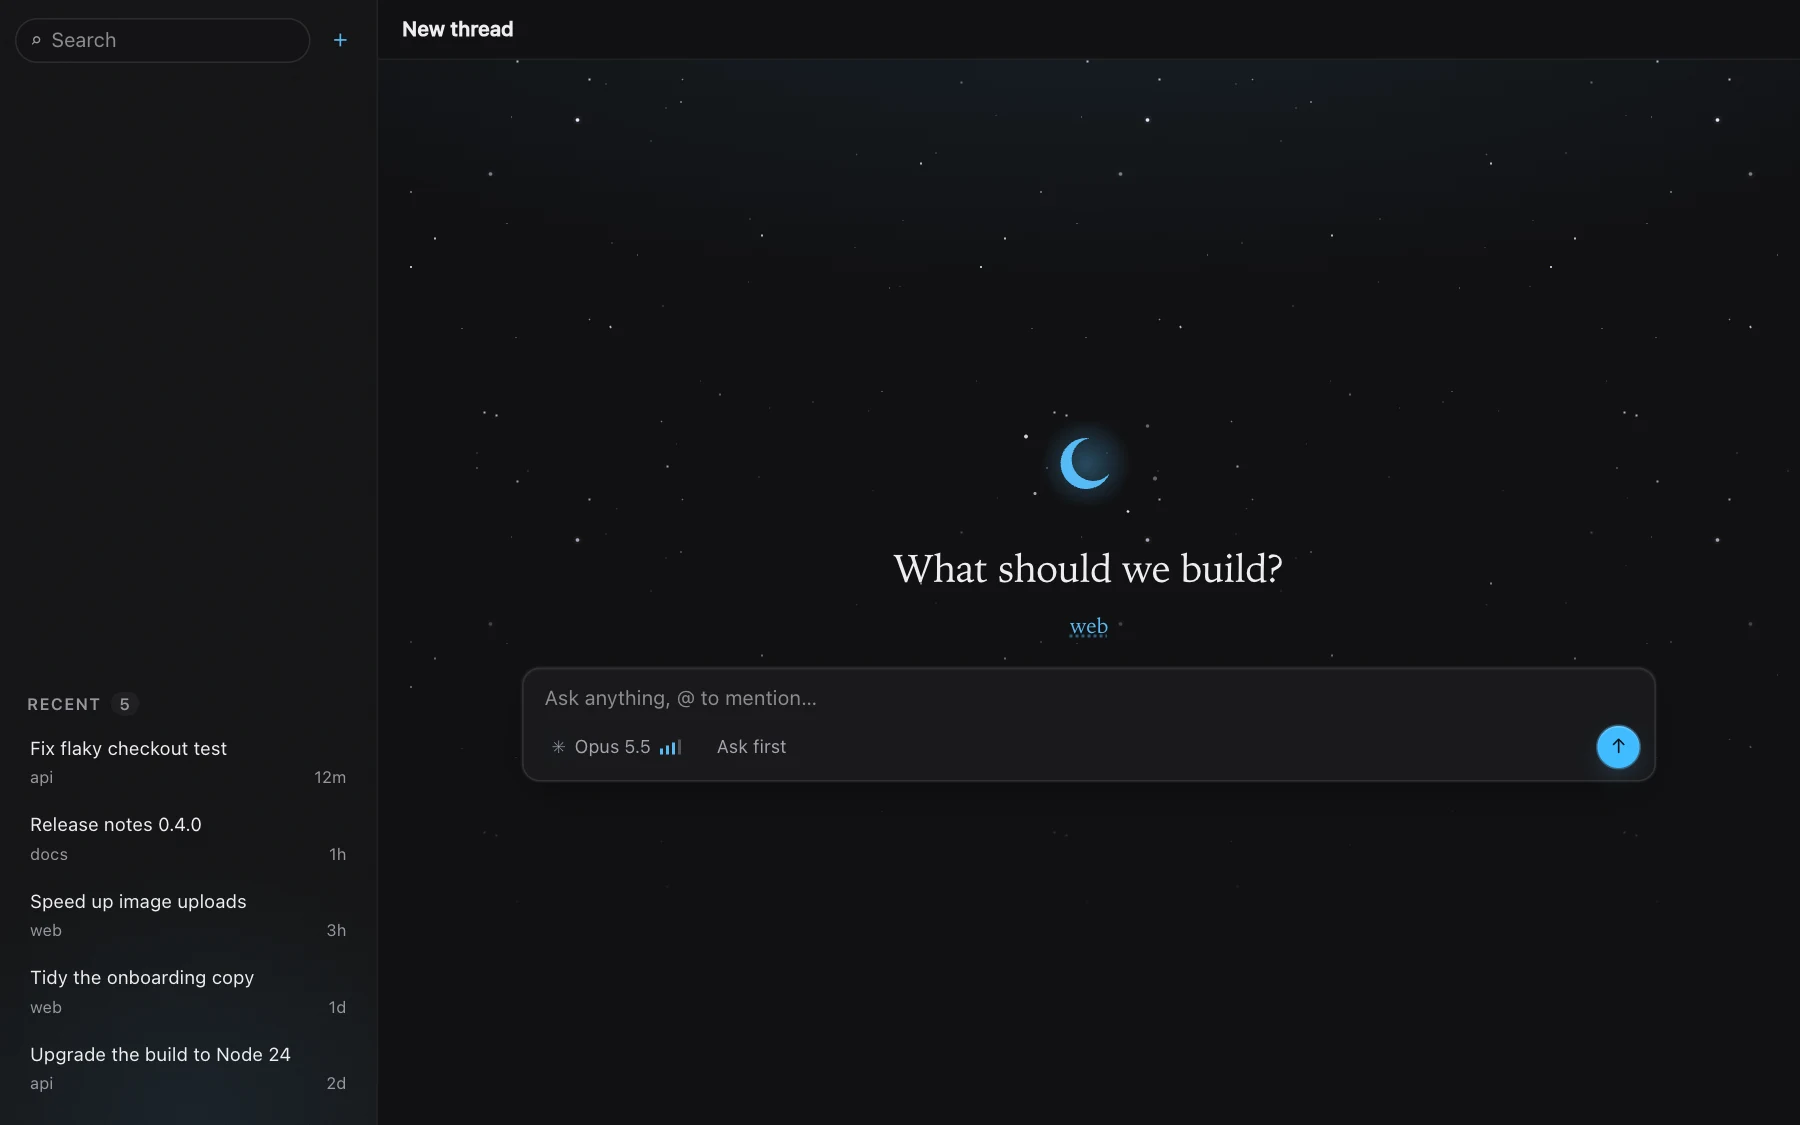 Search
New thread
What should we build?
web
Ask anything, @ to mention...
Opus 5.5
Ask first
RECENT 5
Fix flaky checkout test
api 12m
Release notes 0.4.0
docs 1h
Speed up image uploads
web 3h
Tidy the onboarding copy
web 1d
Upgrade the build to Node 24
api 2d